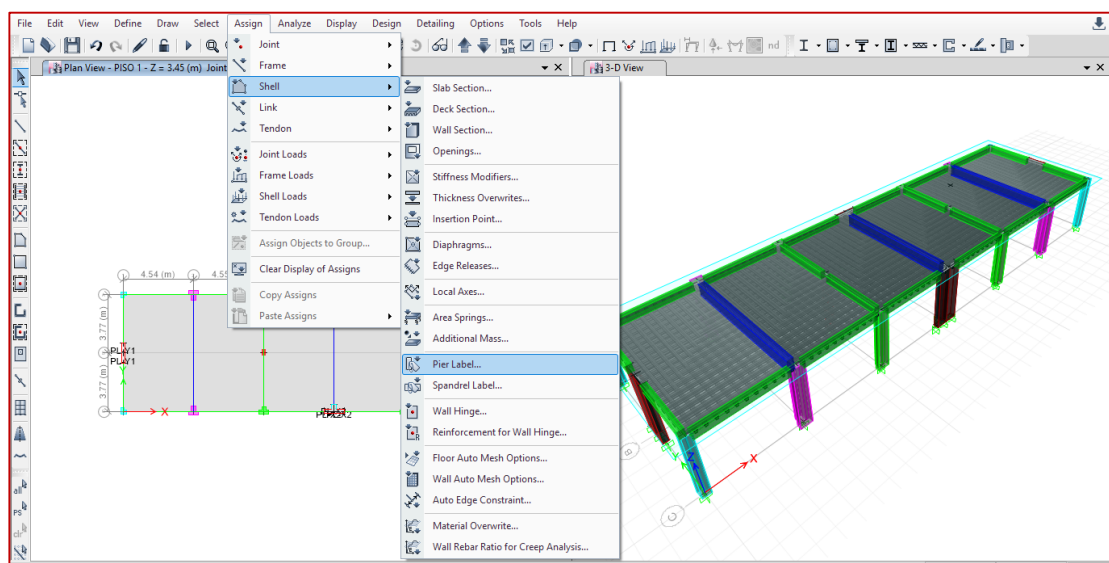 File Edit View Define Draw Select Assign Analyze Display Design Detailing Options Tools Help
nd
Plan View - PISO 1 - Z = 3.45 (m) Joint
3-D View
Joint
Frame
Shell
Link
Tendon
Joint Loads
Frame Loads
Shell Loads
Tendon Loads
Assign Objects to Group...
Clear Display of Assigns
Copy Assigns
Paste Assigns
Slab Section...
Deck Section...
Wall Section...
Openings...
Stiffness Modifiers...
Thickness Overwrites...
Insertion Point...
Diaphragms...
Edge Releases...
Local Axes...
Area Springs...
Additional Mass...
Pier Label...
Spandrel Label...
Wall Hinge...
Reinforcement for Wall Hinge...
Floor Auto Mesh Options...
Wall Auto Mesh Options...
Auto Edge Constraint...
Material Overwrite...
Wall Rebar Ratio for Creep Analysis...
4.54 (m)
3.77 (m)
3.77 (m)
X
all
PS
clr
B
C
Z
X